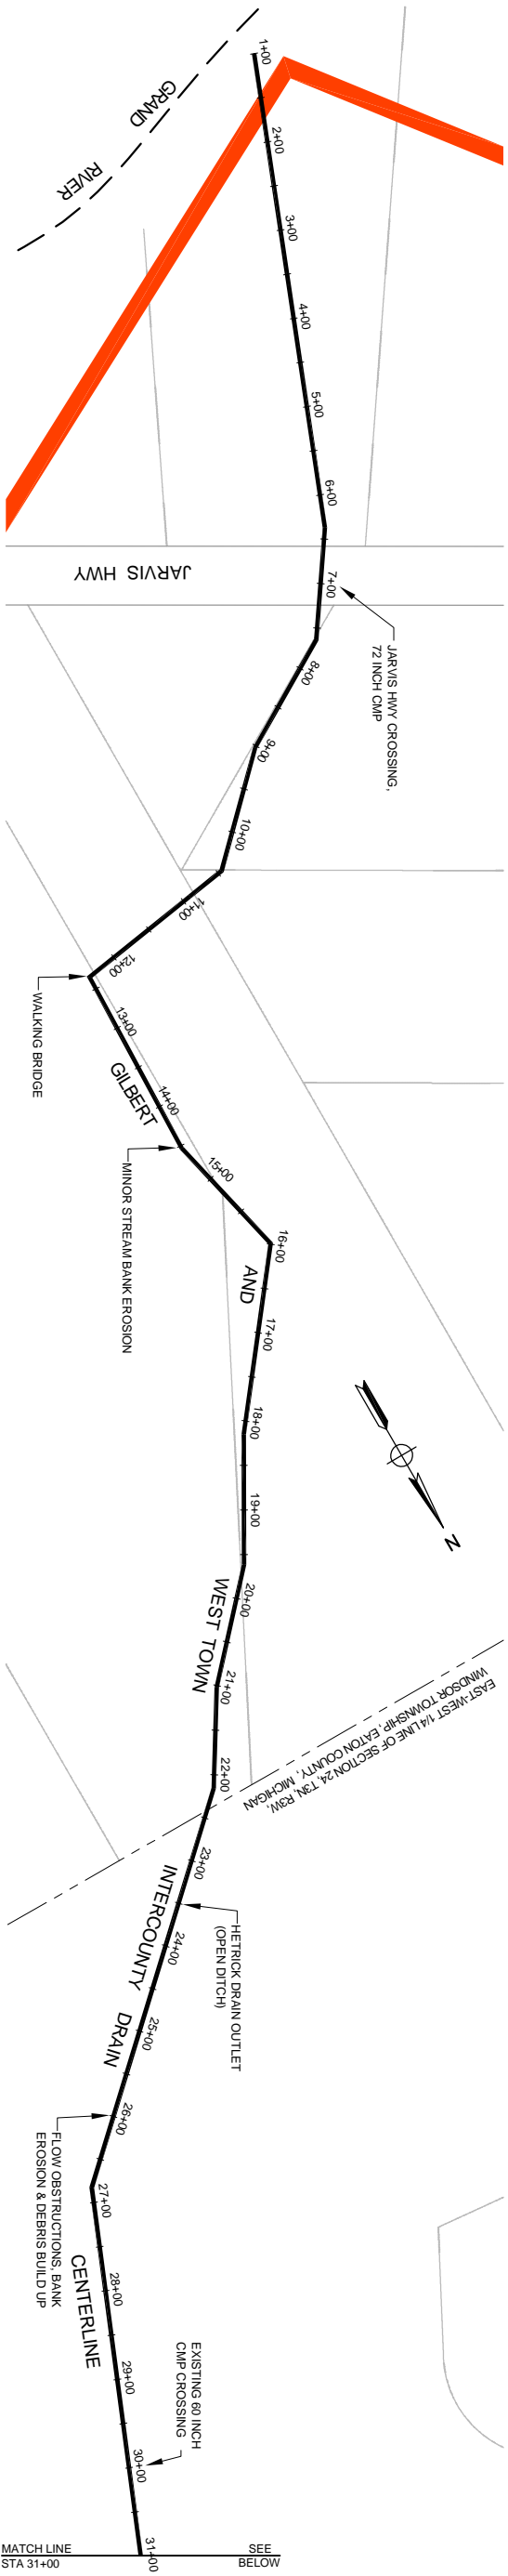 GRAND
RIVER
1+00
2+00
3+00
4+00
5+00
6+00
JARVIS HWY
7+00
JARVIS HWY CROSSING,
72 INCH CMP
8+00
9+00
10+00
11+00
12+00
WALKING BRIDGE
13+00
GILBERT
14+00
MINOR STREAM BANK EROSION
15+00
16+00
AND
17+00
18+00
N
19+00
20+00
WEST TOWN
21+00
EAST-WEST 1/4 LINE OF SECTION 24, T3N, R3W,
WINDSOR TOWNSHIP, EATON COUNTY, MICHIGAN
22+00
23+00
INTERCOUNTY
HETRICK DRAIN OUTLET
(OPEN DITCH)
24+00
25+00
DRAIN
26+00
FLOW OBSTRUCTIONS, BANK
EROSION & DEBRIS BUILD UP
27+00
CENTERLINE
28+00
29+00
EXISTING 60 INCH
CMP CROSSING
30+00
31+00
MATCH LINE
STA 31+00
SEE
BELOW